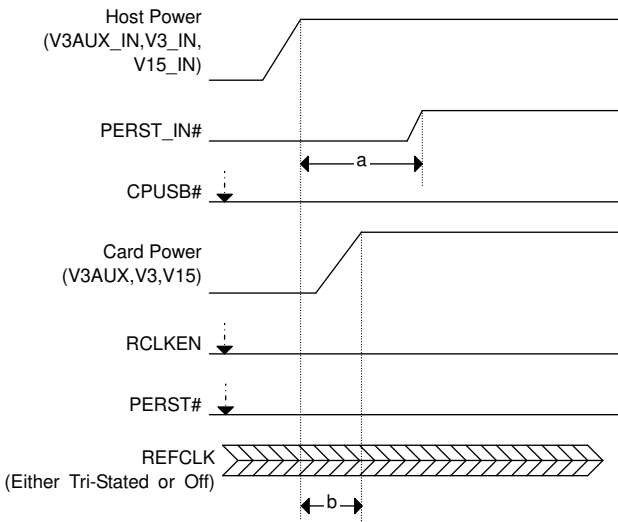 Host Power
(V3AUX_IN,V3_IN,
V15_IN)
PERST_IN#
a
CPUSB#
Card Power
(V3AUX,V3,V15)
RCLKEN
PERST#
REFCLK
(Either Tri-Stated or Off)
b